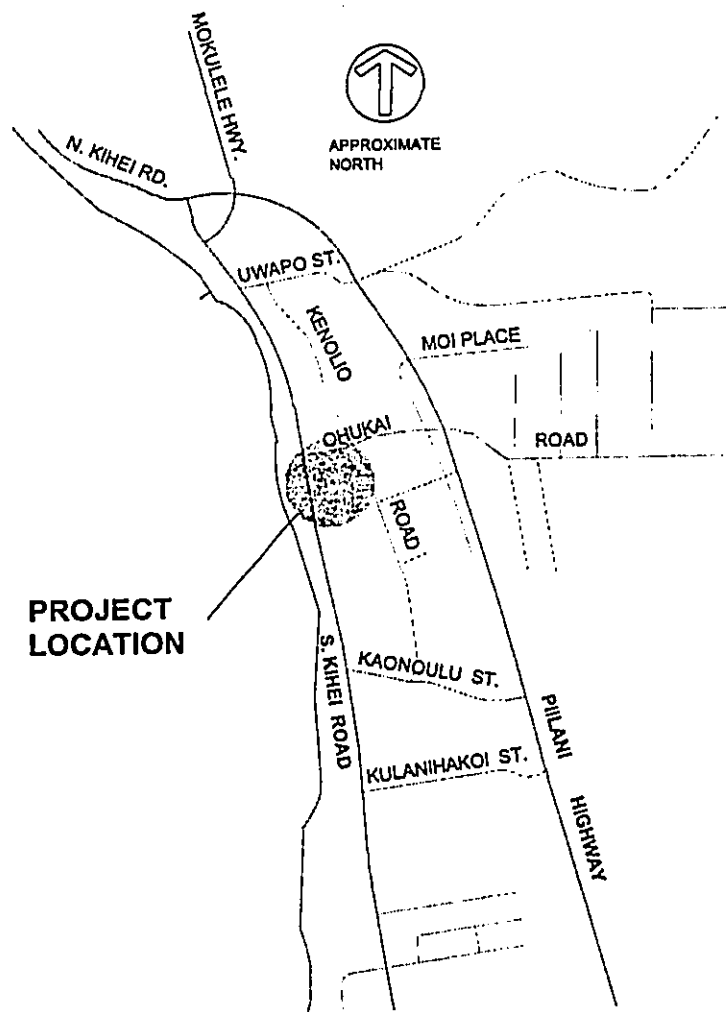 MOKULELE HWY.
N. KIHEI RD.
APPROXIMATE
NORTH
UWAPO ST.
KENOLIO
MOI PLACE
OHUKAI
ROAD
ROAD
PROJECT
LOCATION
S. KIHEI ROAD
KAONOULU ST.
PIILANI
KULANIHAKOI ST.
HIGHWAY